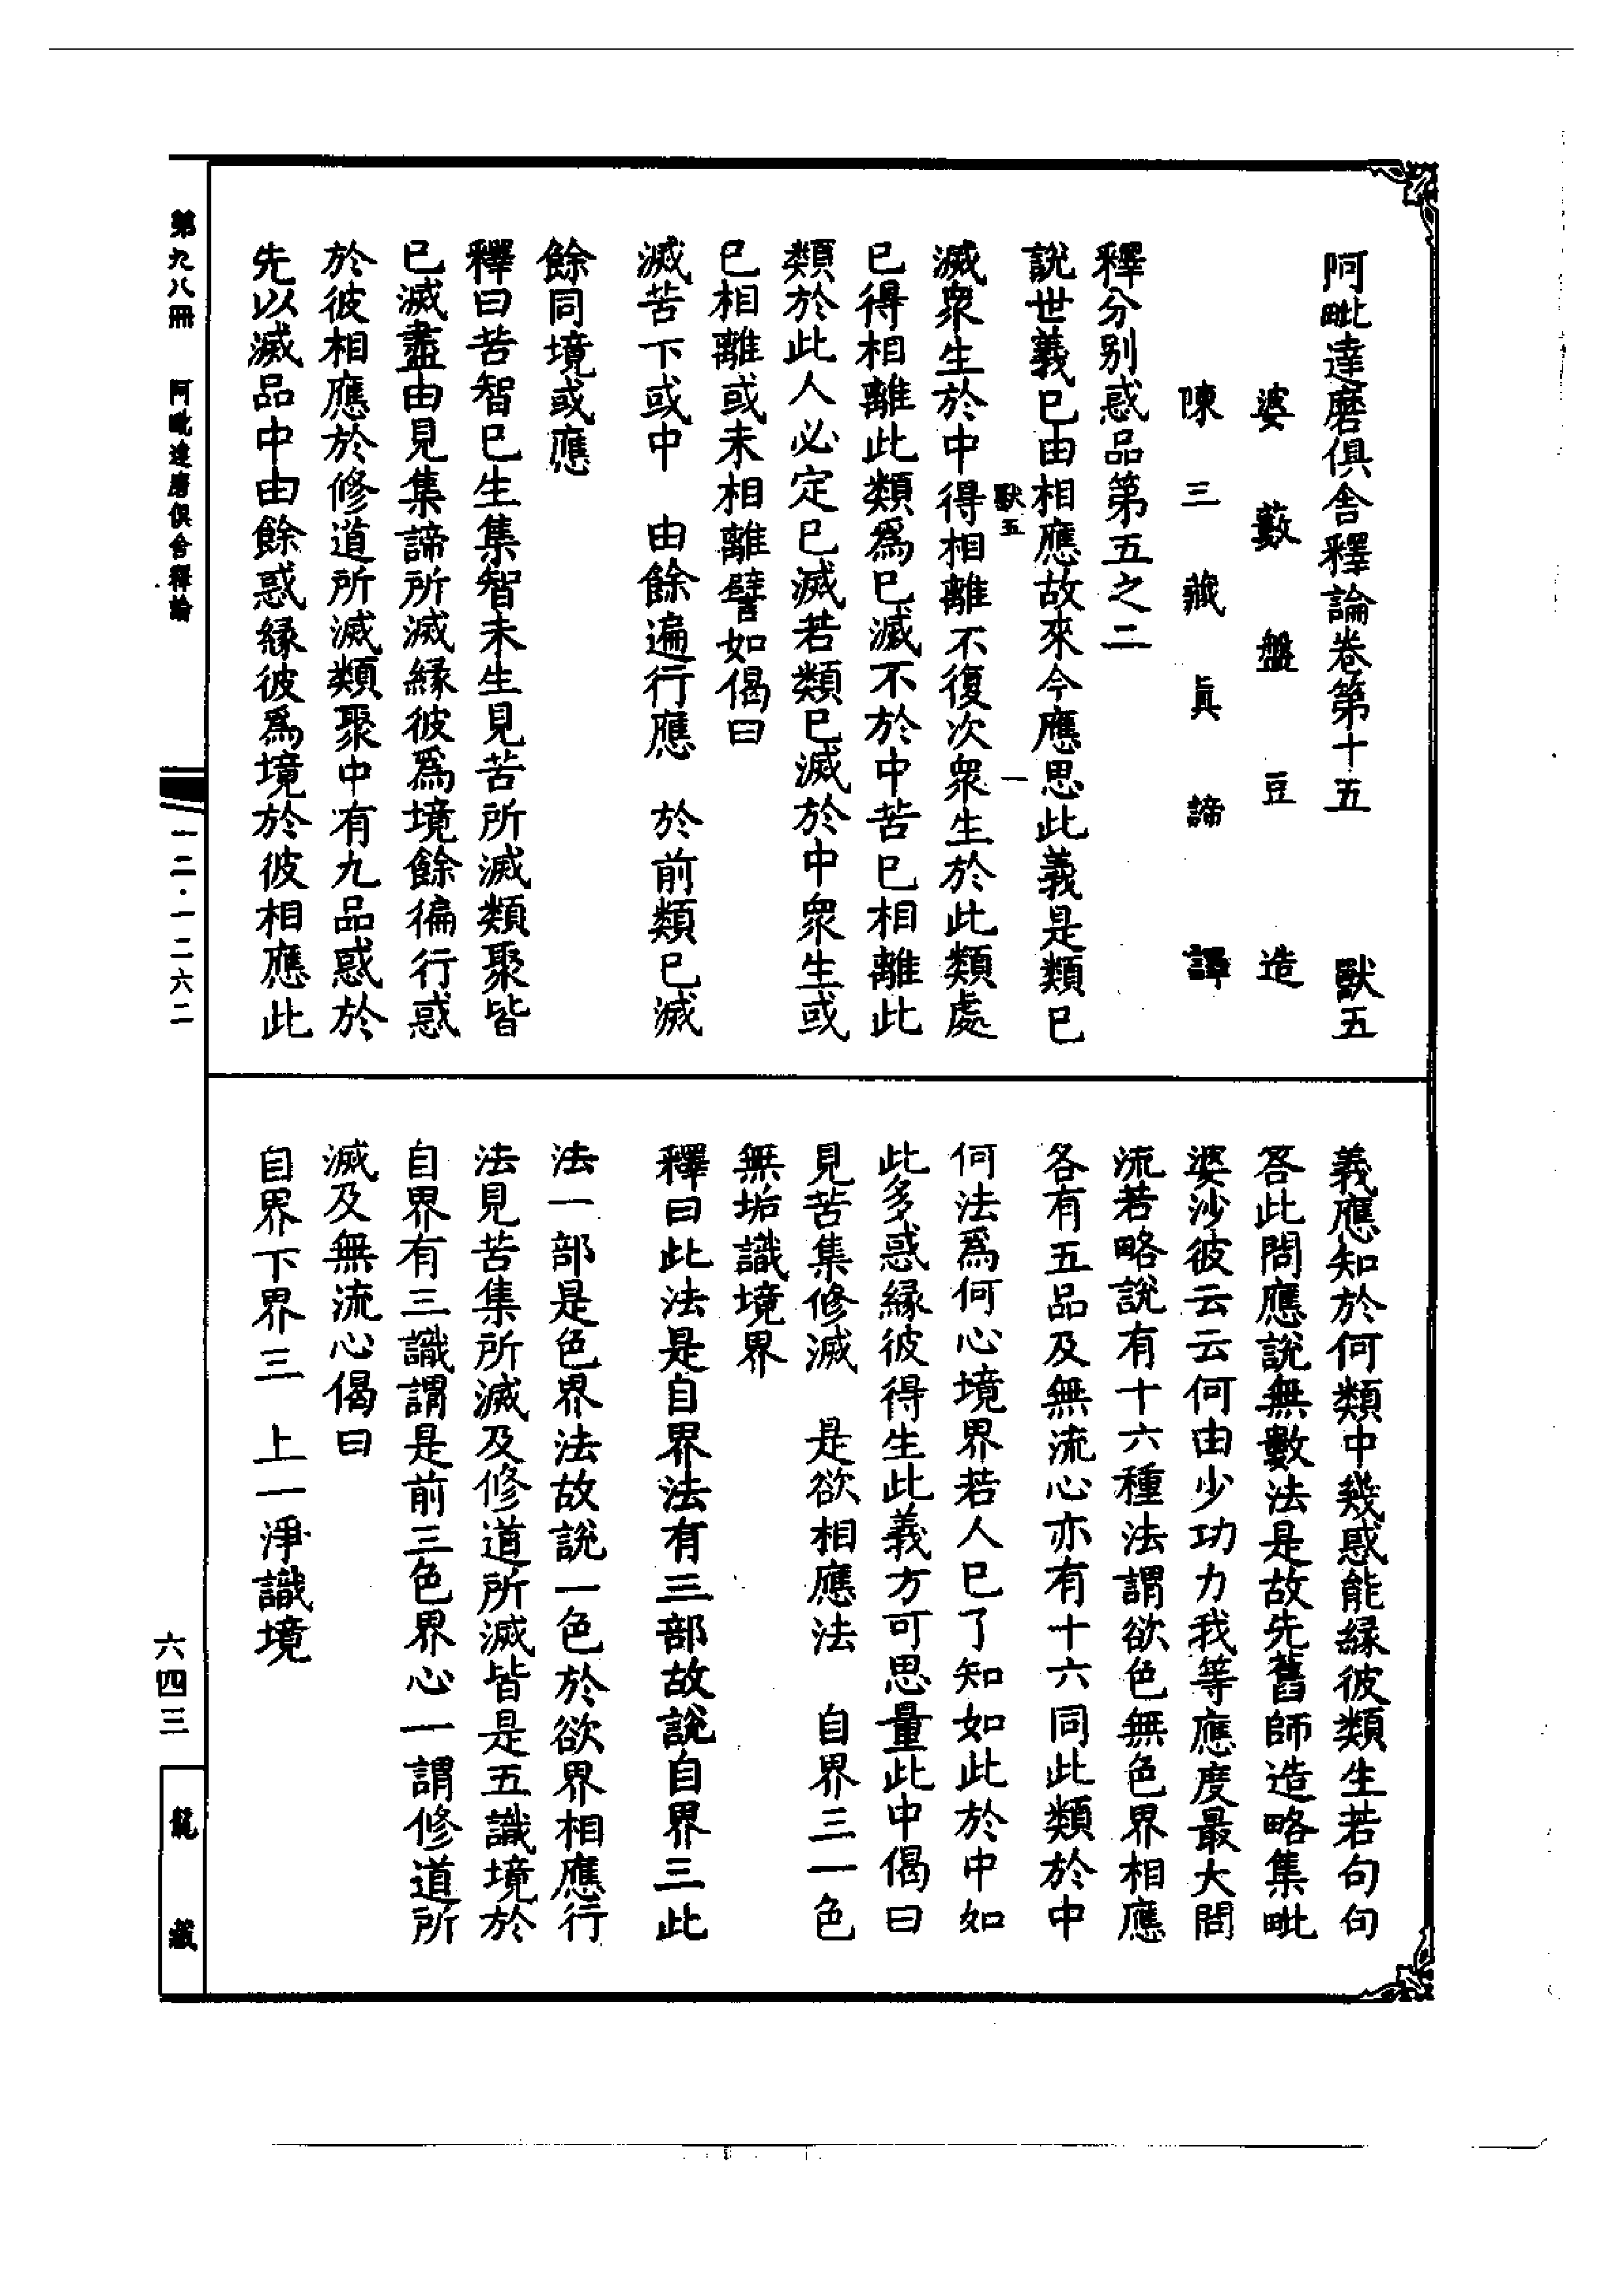 阿毗達磨俱舍釋論卷第十五　獸五
婆藪盤豆　造
陳三藏真諦　譯
釋分別惑品第五之二
說世義已由相應故來今應思此義是類已
獸五　一
滅衆生於中得相離不復次衆生於此類處
已得相離此類爲已滅不於中苦已相離此
類於此人必定已滅若類已滅於中衆生或
已相離或未相離譬如偈曰
滅苦下或中　由餘遍行應　於前類已滅
餘同境或應
釋曰苦智已生集智未生見苦所滅類聚皆
已滅盡由見集諦所滅緣彼爲境餘徧行惑
於彼相應於修道所滅類聚中有九品惑於
先以滅品中由餘惑緣彼爲境於彼相應此
義應知於何類中幾惑能緣彼類生若句句
答此問應說無數法是故先舊師造略集毗
婆沙彼云云何由少功力我等應度最大問
流若略說有十六種法謂欲色無色界相應
各有五品及無流心亦有十六同此類於中
何法爲何心境界若人已了知如此於中如
此多惑緣彼得生此義方可思量此中偈曰
見苦集修滅　是欲相應法　自界三一色
無垢識境界
釋曰此法是自界法有三部故說自界三此
法一部是色界法故說一色於欲界相應行
法見苦集所滅及修道所滅皆是五識境於
自界有三識謂是前三色界心一謂修道所
滅及無流心偈曰
自界下界三　上一淨識境
第九八冊　阿毗達磨俱舍釋論
一二·一二六二
六四三
龍藏